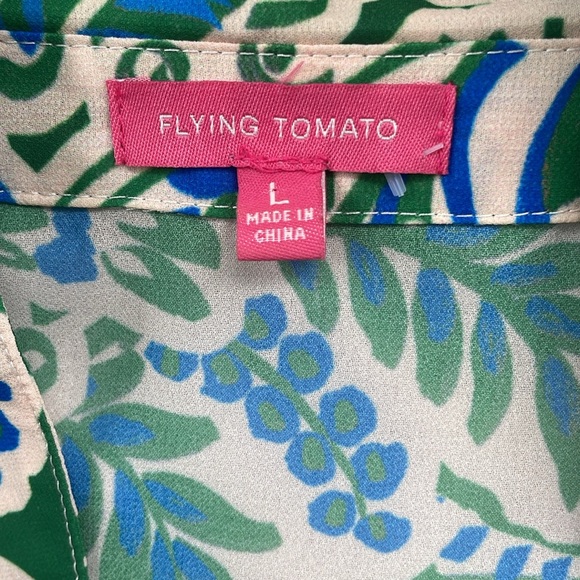 FLYING TOMATO
L
MADE IN
CHINA